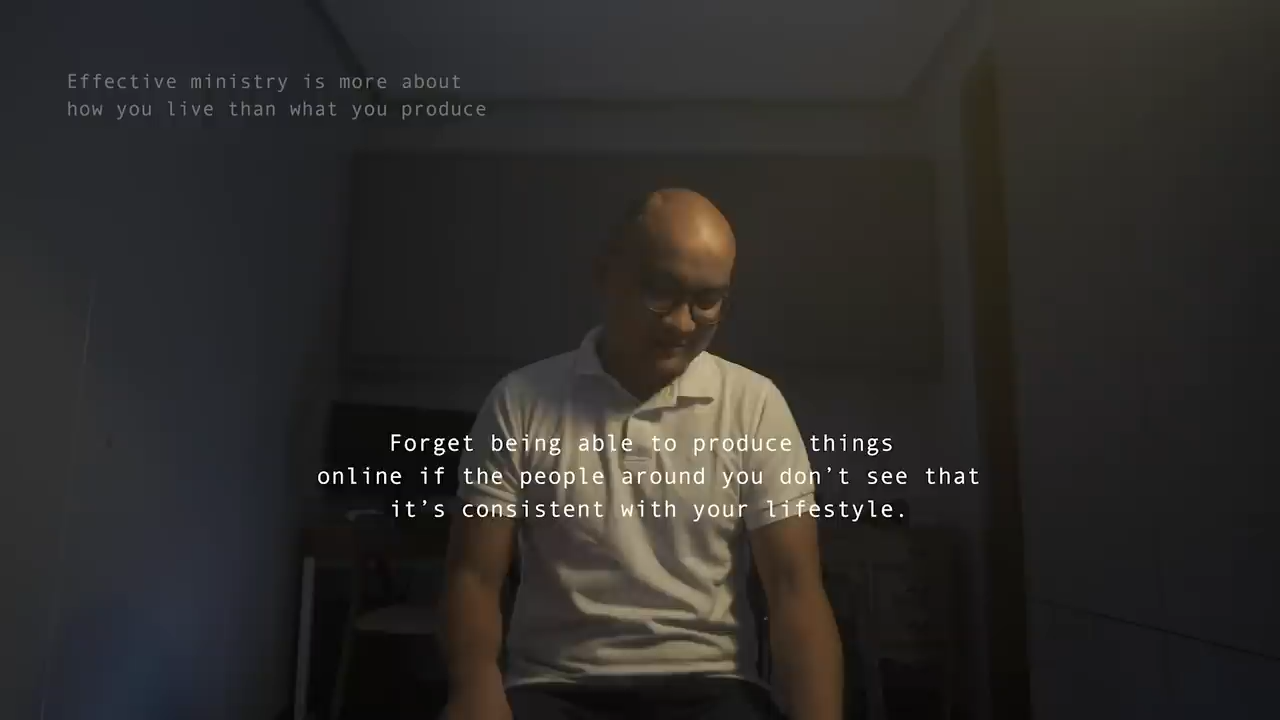 Effective ministry is more about
how you live than what you produce
Forget being able to produce things
online if the people around you don’t see that
it’s consistent with your lifestyle.